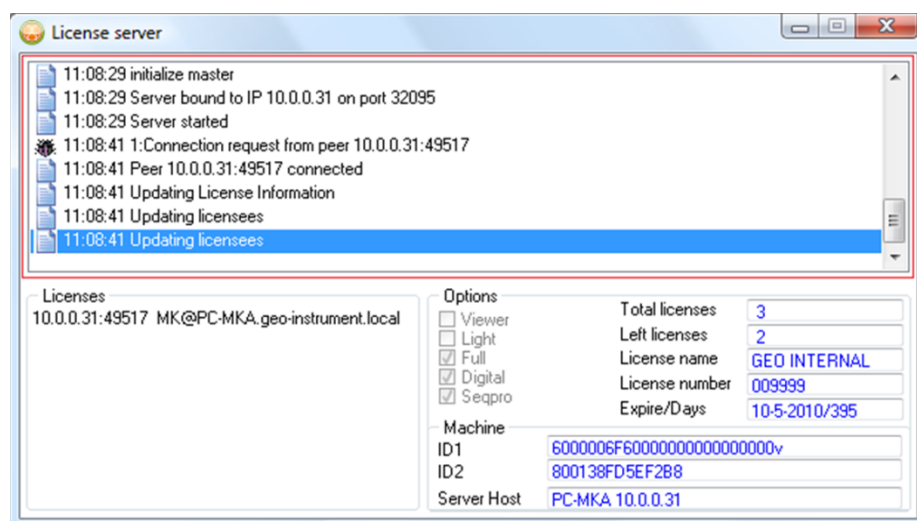 License server
11:08:29 initialize master
11:08:29 Server bound to IP 10.0.0.31 on port 32095
11:08:29 Server started
11:08:41 1:Connection request from peer 10.0.0.31:49517
11:08:41 Peer 10.0.0.31:49517 connected
11:08:41 Updating License Information
11:08:41 Updating licensees
11:08:41 Updating licensees
Licenses
10.0.0.31:49517 MK@PC-MKA.geo-instrument.local
Options
Viewer
Light
Full
Digital
Seqpro
Total licenses 3
Left licenses 2
License name GEO INTERNAL
License number 009999
Expire/Days 10-5-2010/395
Machine
ID1 6000006F60000000000000000v
ID2 800138FD5EF2B8
Server Host PC-MKA 10.0.0.31